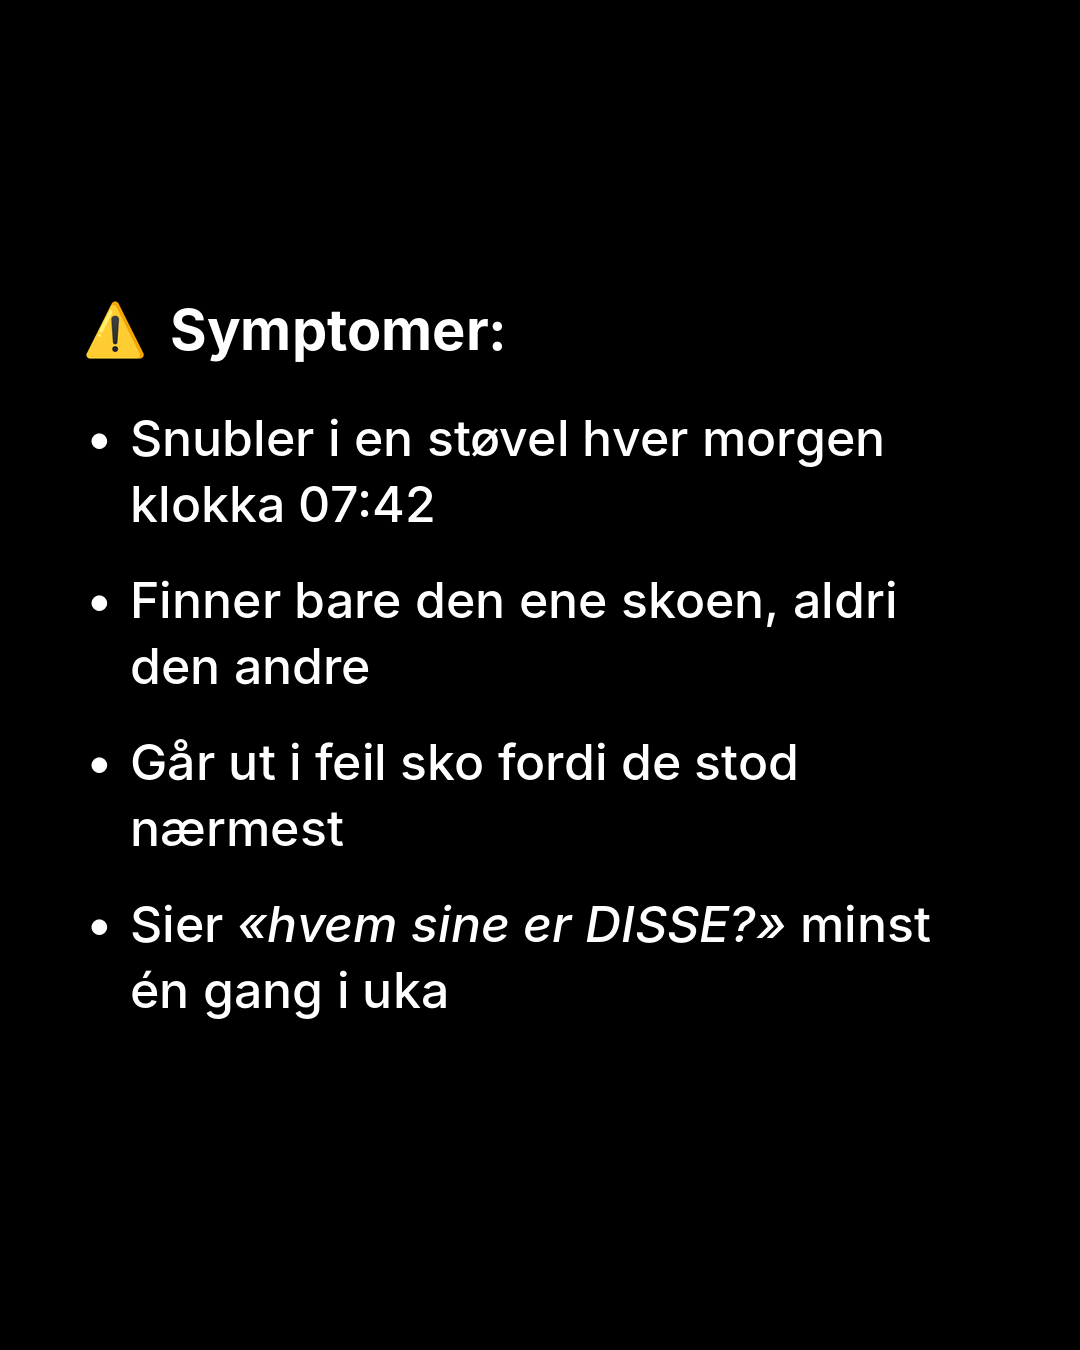 ⚠️ Symptomer:
• Snubler i en støvel hver morgen
klokka 07:42
• Finner bare den ene skoen, aldri
den andre
• Går ut i feil sko fordi de stod
nærmest
• Sier «hvem sine er DISSE?» minst
én gang i uka